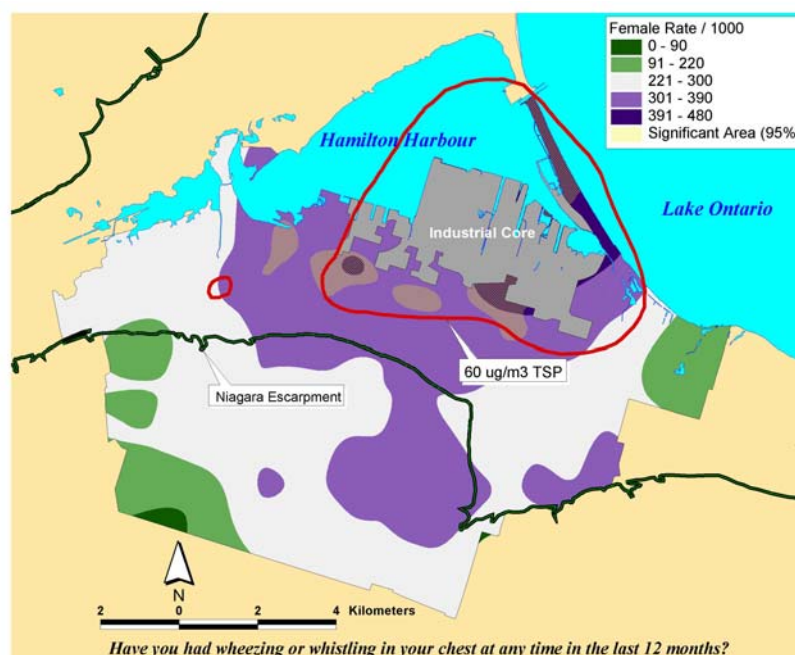 Female Rate / 1000
0 - 90
91 - 220
221 - 300
301 - 390
391 - 480
Significant Area (95%
Hamilton Harbour
Lake Ontario
Industrial Core
60 ug/m3 TSP
Niagara Escarpment
N
2 0 2 4 Kilometers
Have you had wheezing or whistling in your chest at any time in the last 12 months?